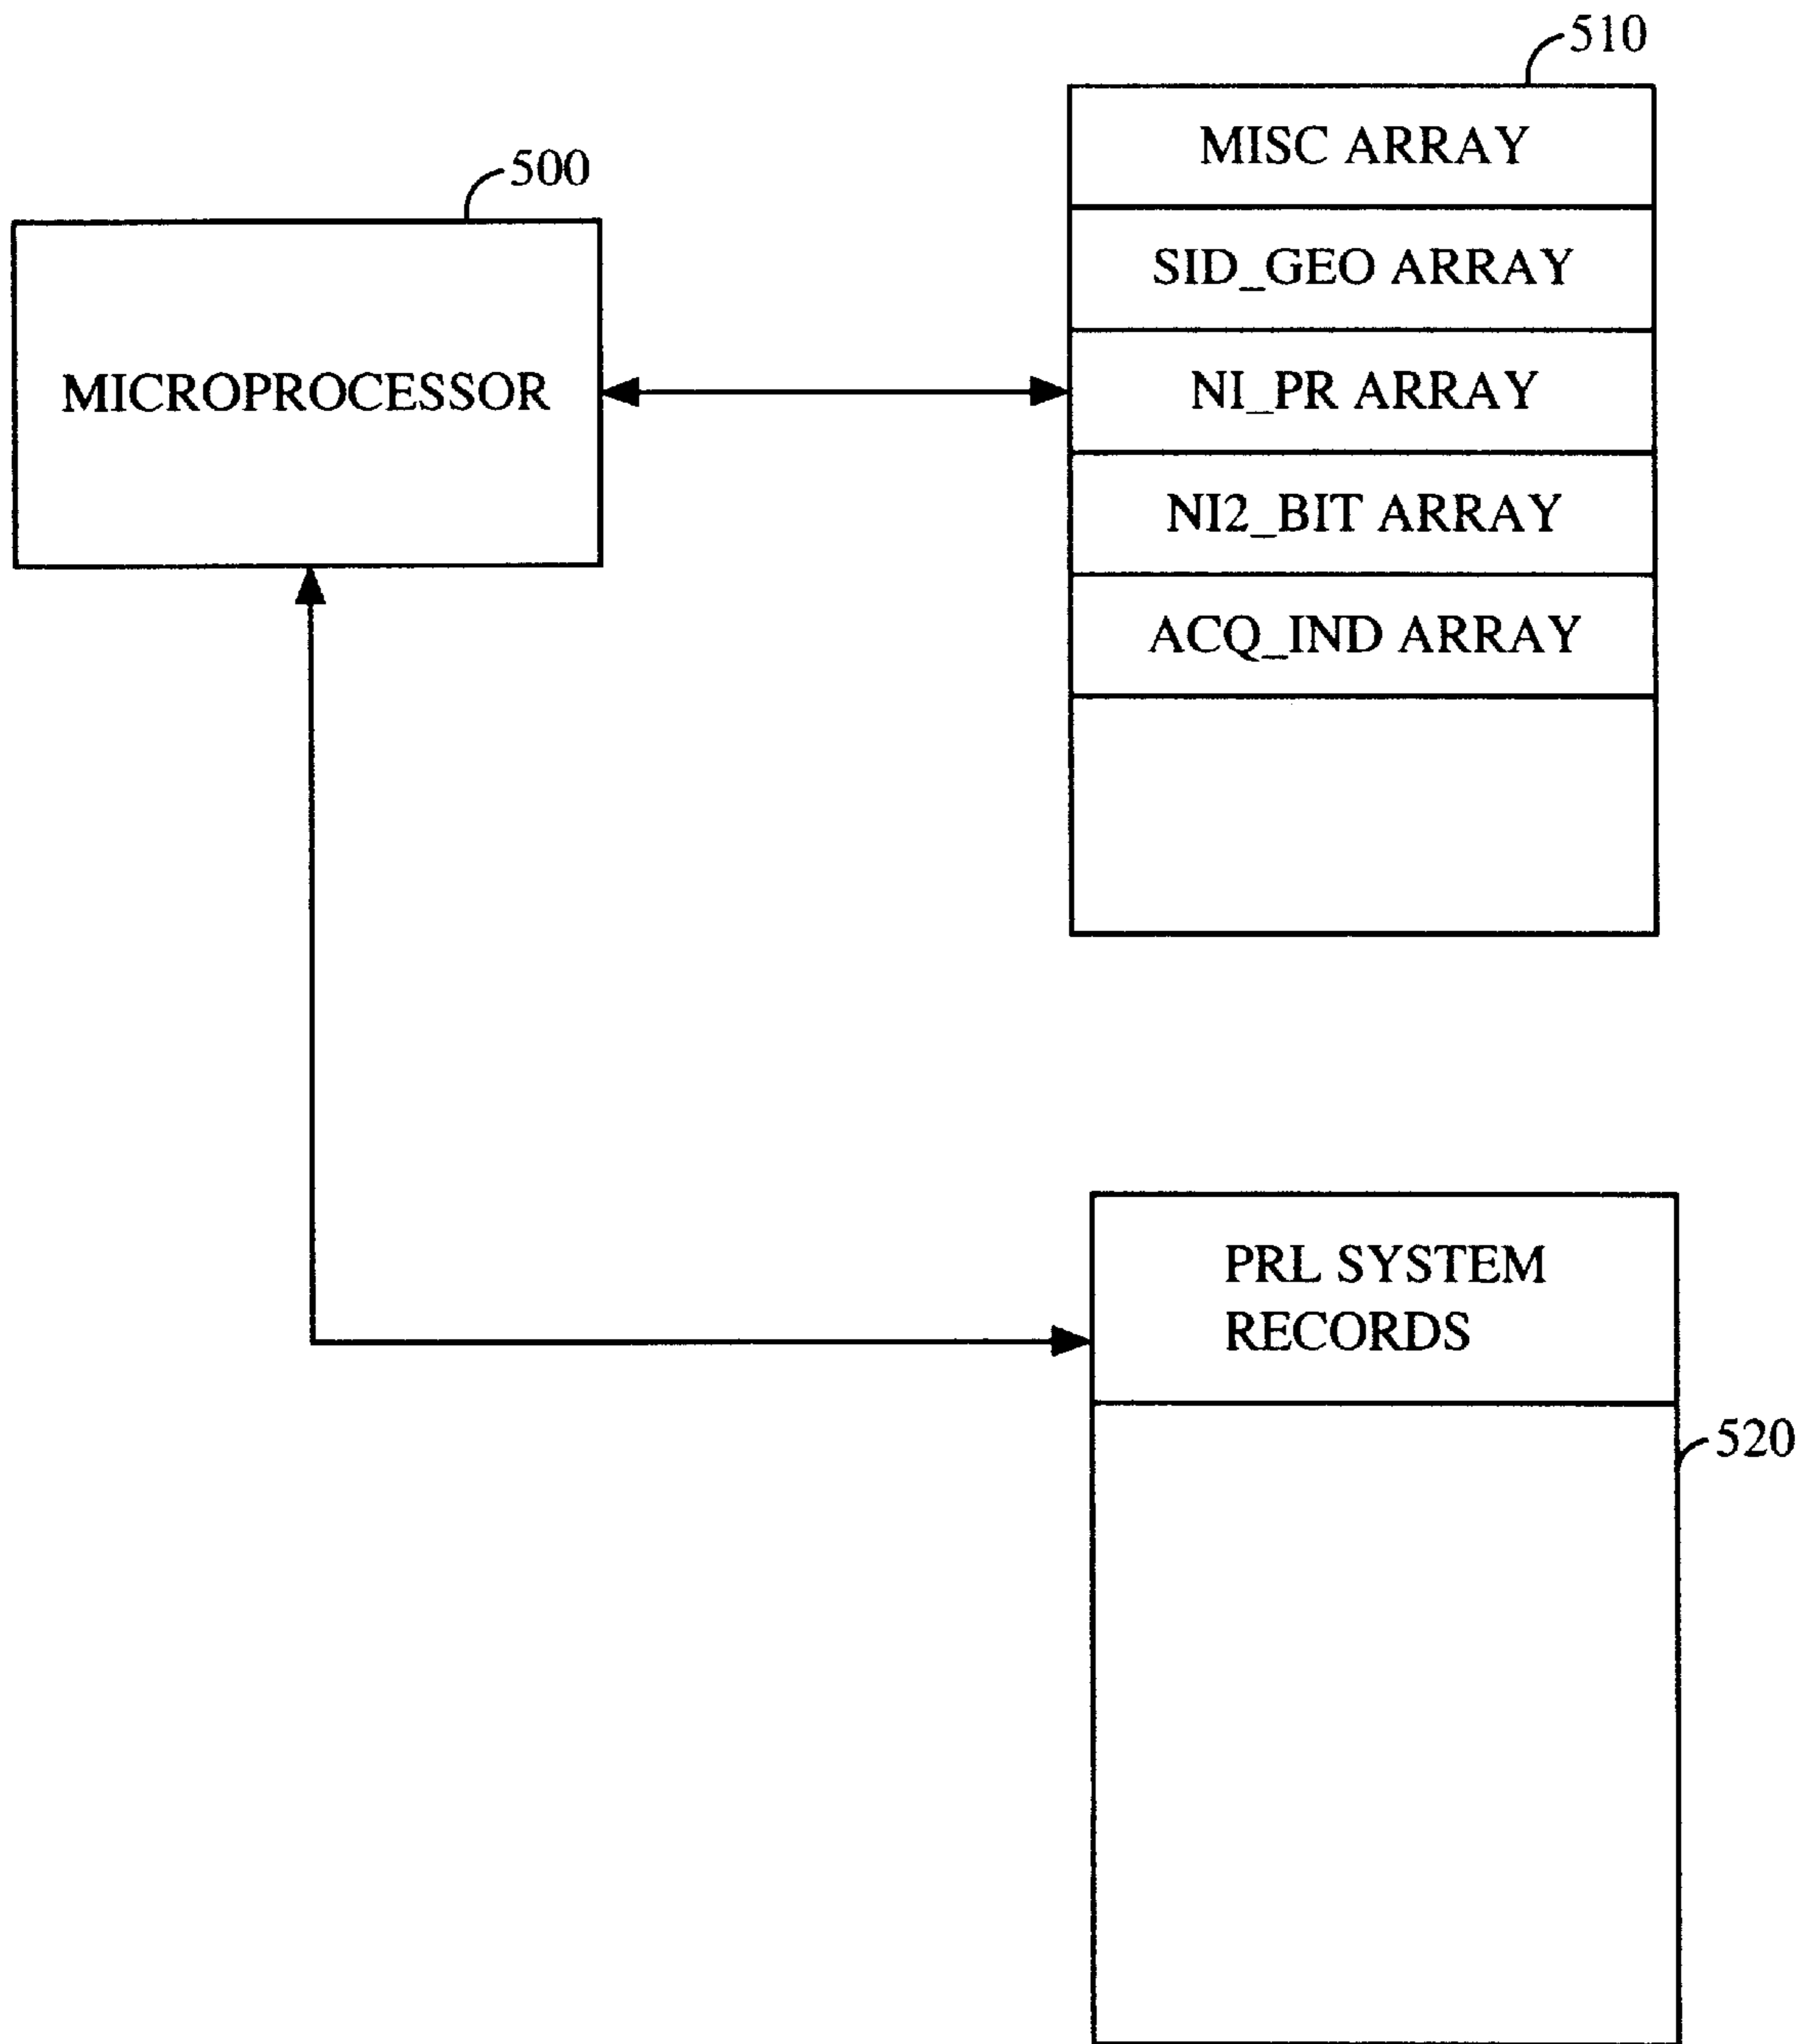 510
MISC ARRAY
500
SID_GEO ARRAY
MICROPROCESSOR
NI_PR ARRAY
NI2_BIT ARRAY
ACQ_IND ARRAY
PRL SYSTEM
RECORDS
520